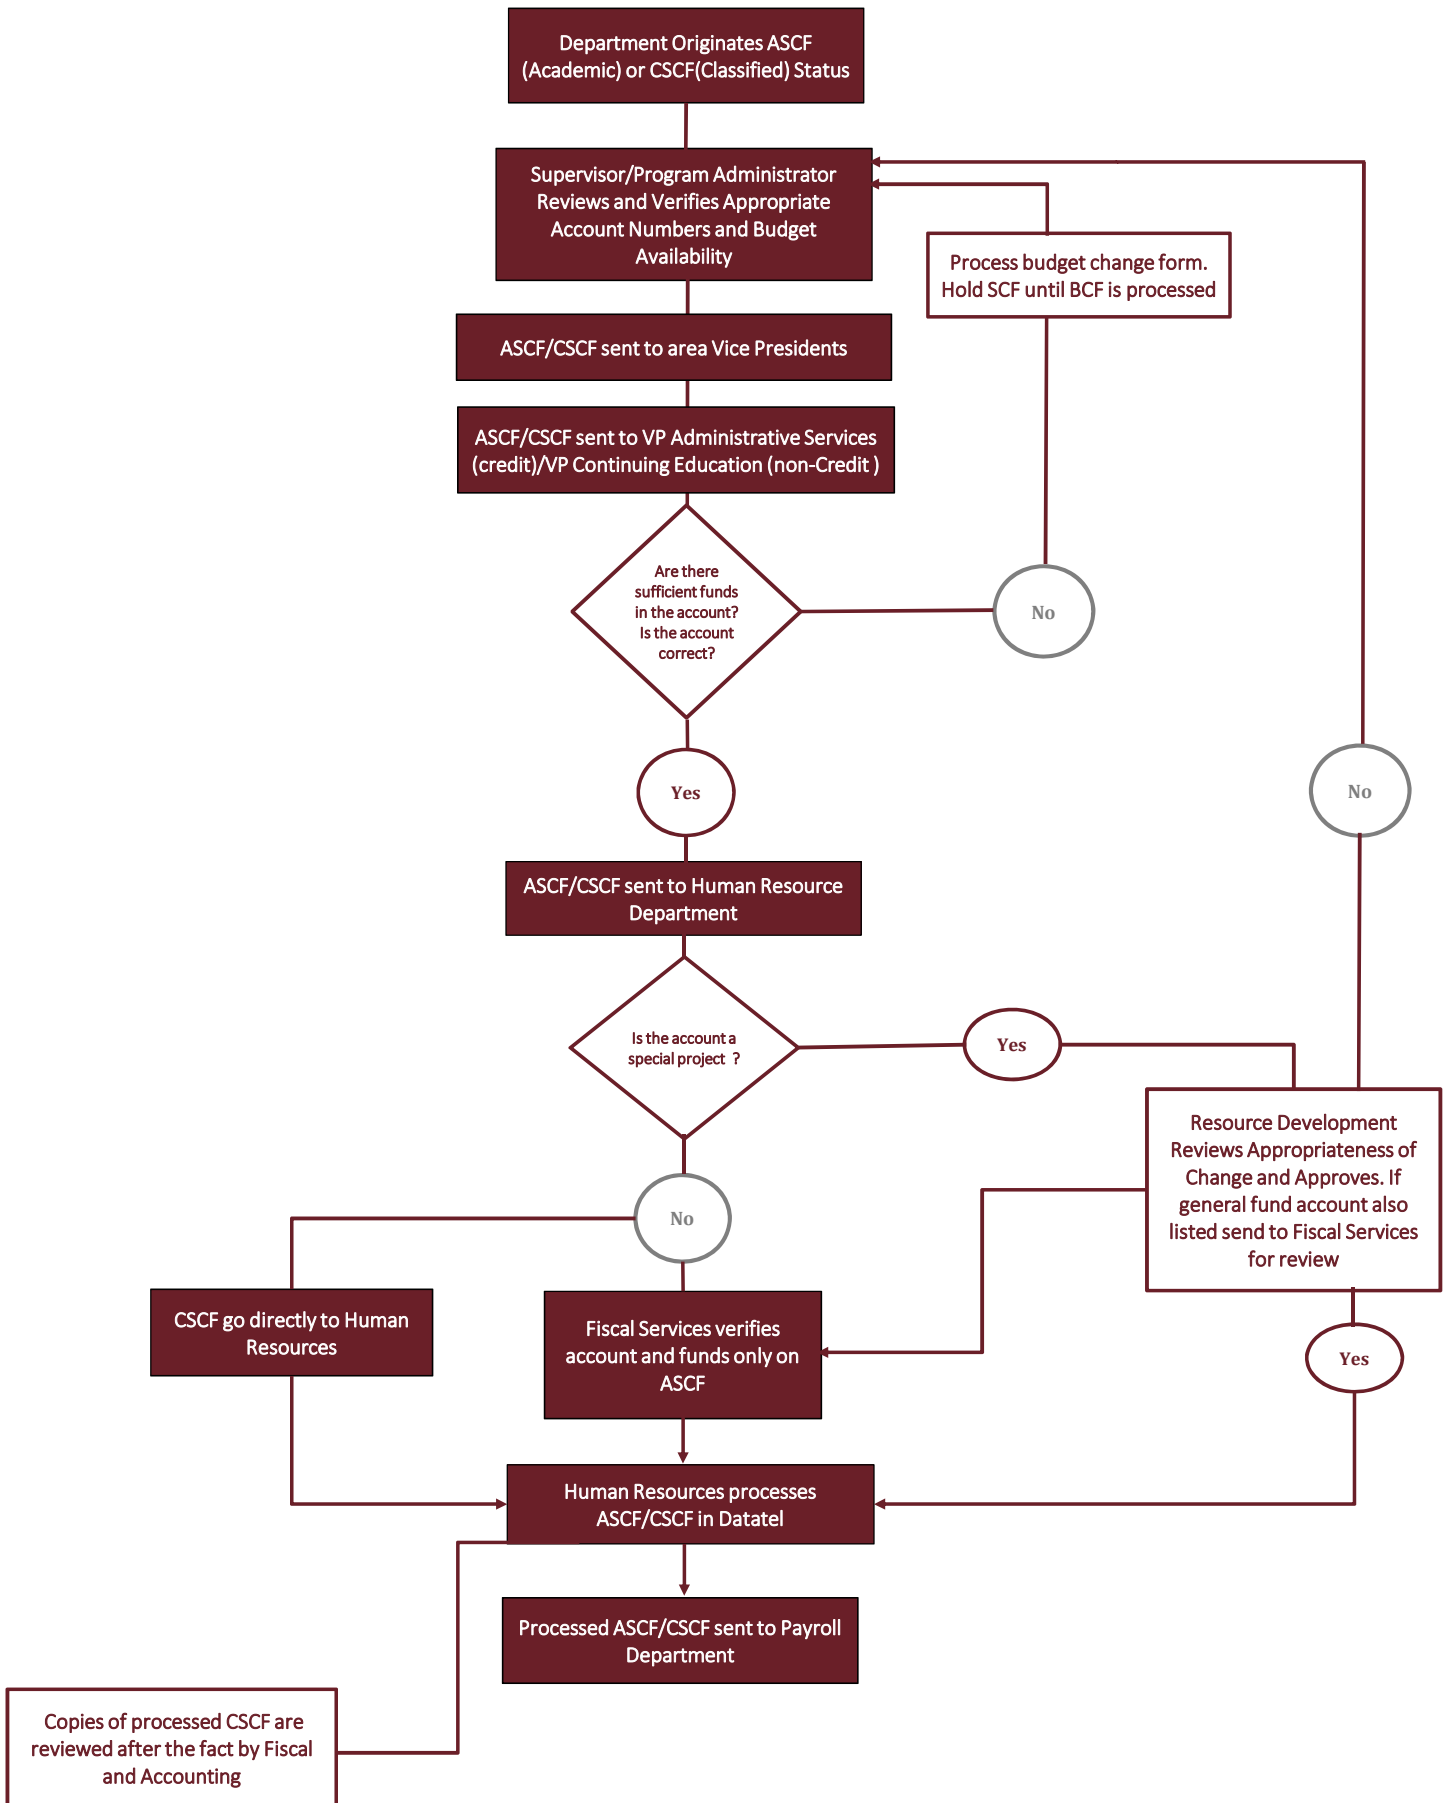 Department Originates ASCF
(Academic) or CSCF(Classified) Status
Supervisor/Program Administrator
Reviews and Verifies Appropriate
Account Numbers and Budget
Availability
Process budget change form.
Hold SCF until BCF is processed
ASCF/CSCF sent to area Vice Presidents
ASCF/CSCF sent to VP Administrative Services
(credit)/VP Continuing Education (non-Credit )
Are there
sufficient funds
in the account?
Is the account
correct?
No
Yes
No
ASCF/CSCF sent to Human Resource
Department
Is the account a
special project ?
Yes
Resource Development
Reviews Appropriateness of
Change and Approves. If
general fund account also
listed send to Fiscal Services
for review
No
CSCF go directly to Human
Resources
Fiscal Services verifies
account and funds only on
ASCF
Yes
Human Resources processes
ASCF/CSCF in Datatel
Processed ASCF/CSCF sent to Payroll
Department
Copies of processed CSCF are
reviewed after the fact by Fiscal
and Accounting